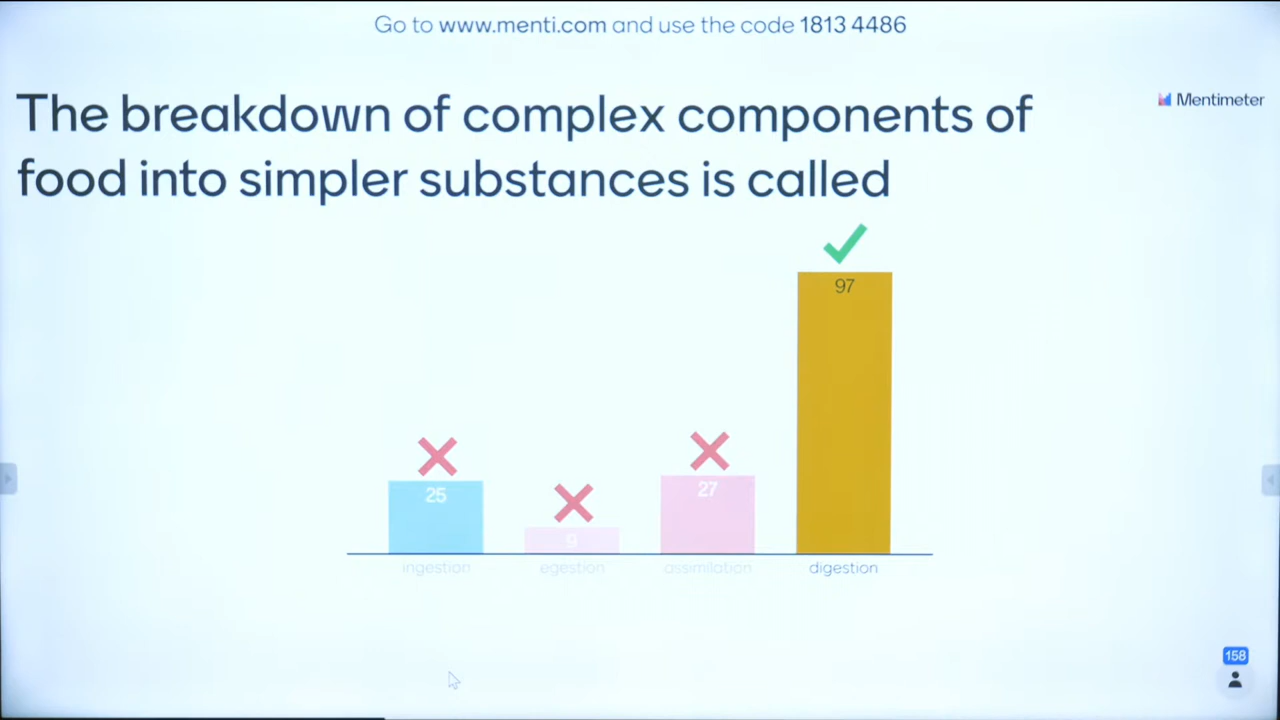 Go to www.menti.com and use the code 1813 4486
Mentimeter
The breakdown of complex components of
food into simpler substances is called
97
25
27
9
ingestion
egestion
assimilation
digestion
158